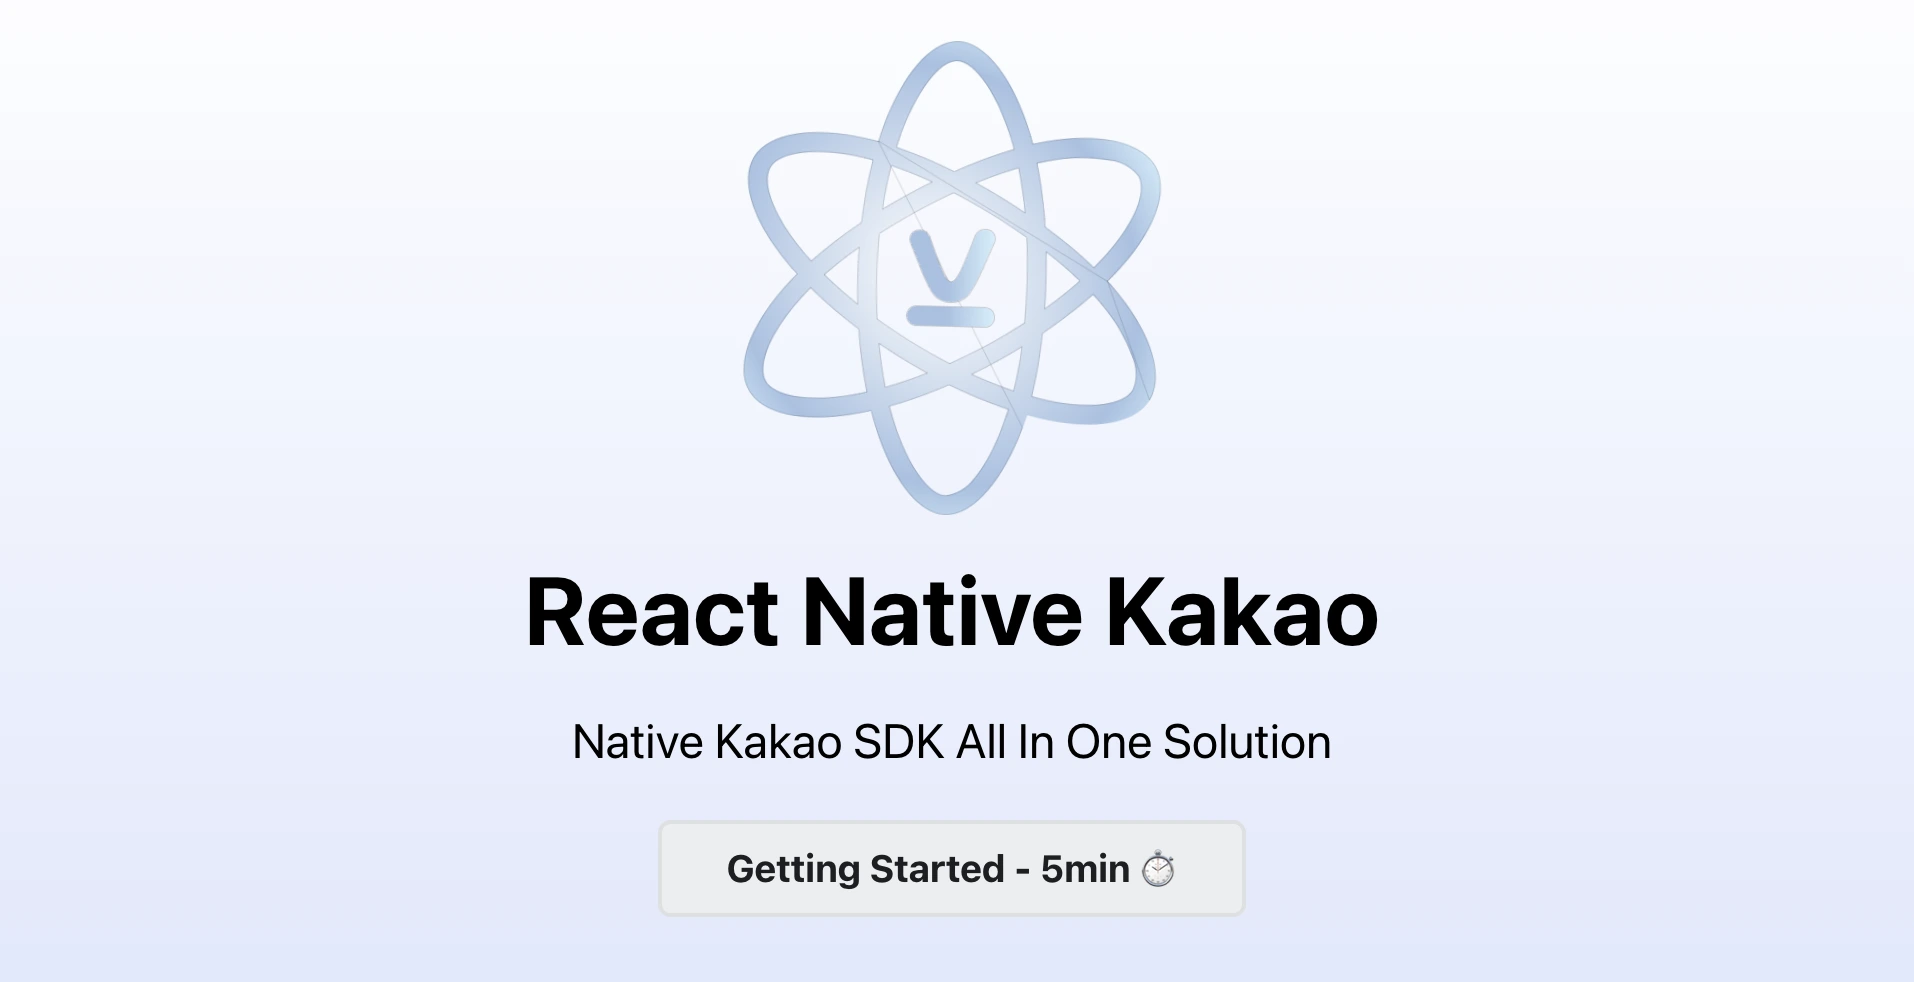 React Native Kakao
Native Kakao SDK All In One Solution
Getting Started - 5min ⏱️